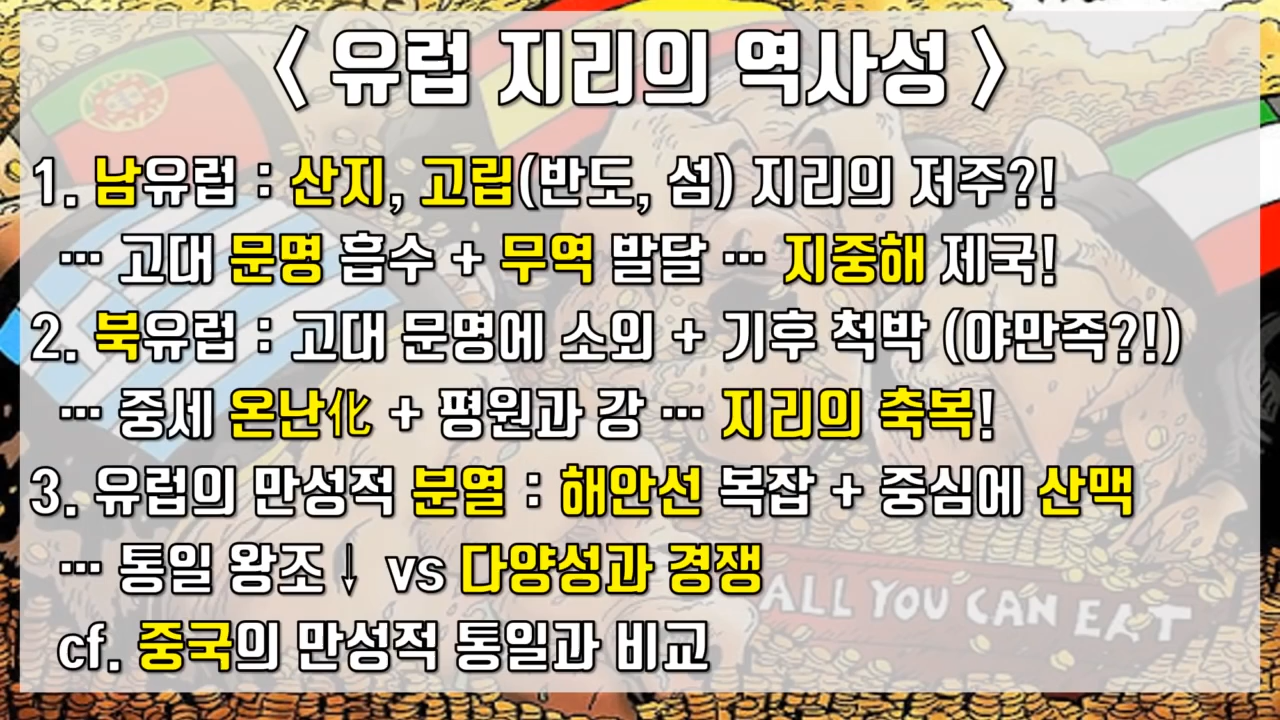 〈 유럽 지리의 역사성 〉
1. 남유럽 : 산지, 고립(반도, 섬) 지리의 저주?!
… 고대 문명 흡수 + 무역 발달 … 지중해 제국!
2. 북유럽 : 고대 문명에 소외 + 기후 척박 (야만족?!)
… 중세 온난化 + 평원과 강 … 지리의 축복!
3. 유럽의 만성적 분열 : 해안선 복잡 + 중심에 산맥
… 통일 왕조↓ vs 다양성과 경쟁
ALL YOU CAN EAT
cf. 중국의 만성적 통일과 비교